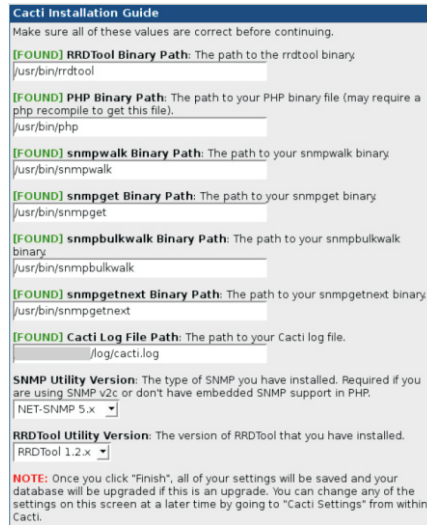 Cacti Installation Guide
Make sure all of these values are correct before continuing.
[FOUND] RRDTool Binary Path: The path to the rrdtool binary.
/usr/bin/rrdtool
[FOUND] PHP Binary Path: The path to your PHP binary file (may require a
php recompile to get this file).
/usr/bin/php
[FOUND] snmpwalk Binary Path: The path to your snmpwalk binary.
/usr/bin/snmpwalk
[FOUND] snmpget Binary Path: The path to your snmpget binary.
/usr/bin/snmpget
[FOUND] snmpbulkwalk Binary Path: The path to your snmpbulkwalk
binary.
/usr/bin/snmpbulkwalk
[FOUND] snmpgetnext Binary Path: The path to your snmpgetnext binary.
/usr/bin/snmpgetnext
[FOUND] Cacti Log File Path: The path to your Cacti log file.
/log/cacti.log
SNMP Utility Version: The type of SNMP you have installed. Required if you
are using SNMP v2c or don't have embedded SNMP support in PHP.
NET-SNMP 5.x
RRDTool Utility Version: The version of RRDTool that you have installed.
RRDTool 1.2.x
NOTE: Once you click "Finish", all of your settings will be saved and your
database will be upgraded if this is an upgrade. You can change any of the
settings on this screen at a later time by going to "Cacti Settings" from within
Cacti.